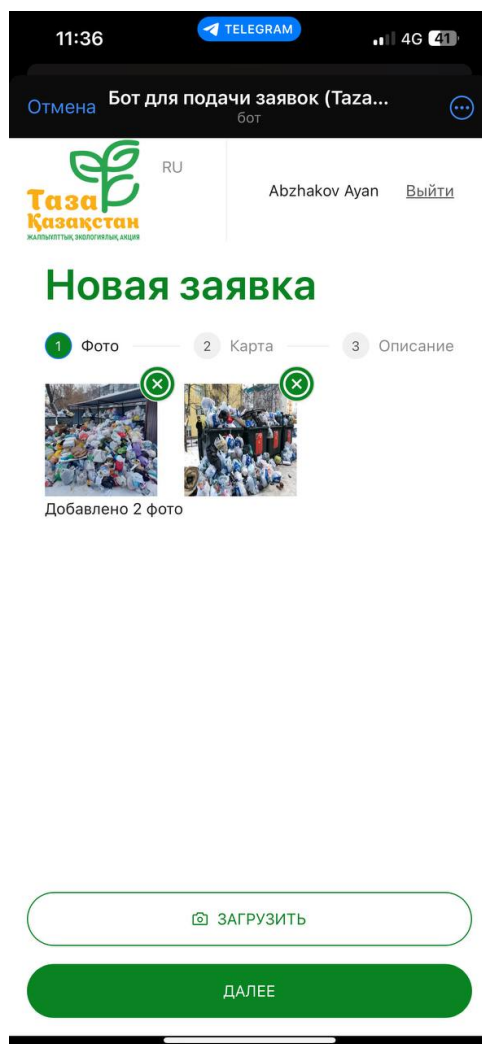 11:36
TELEGRAM
4G 41
Отмена
Бот для подачи заявок (Taza...
бот
Таза
Қазақстан
ЖАЛПЫҰЛТТЫҚ ЭКОЛОГИЯЛЫҚ АКЦИЯ
RU
Abzhakov Ayan
Выйти
Новая заявка
1 Фото
2 Карта
3 Описание
Добавлено 2 фото
ЗАГРУЗИТЬ
ДАЛЕЕ